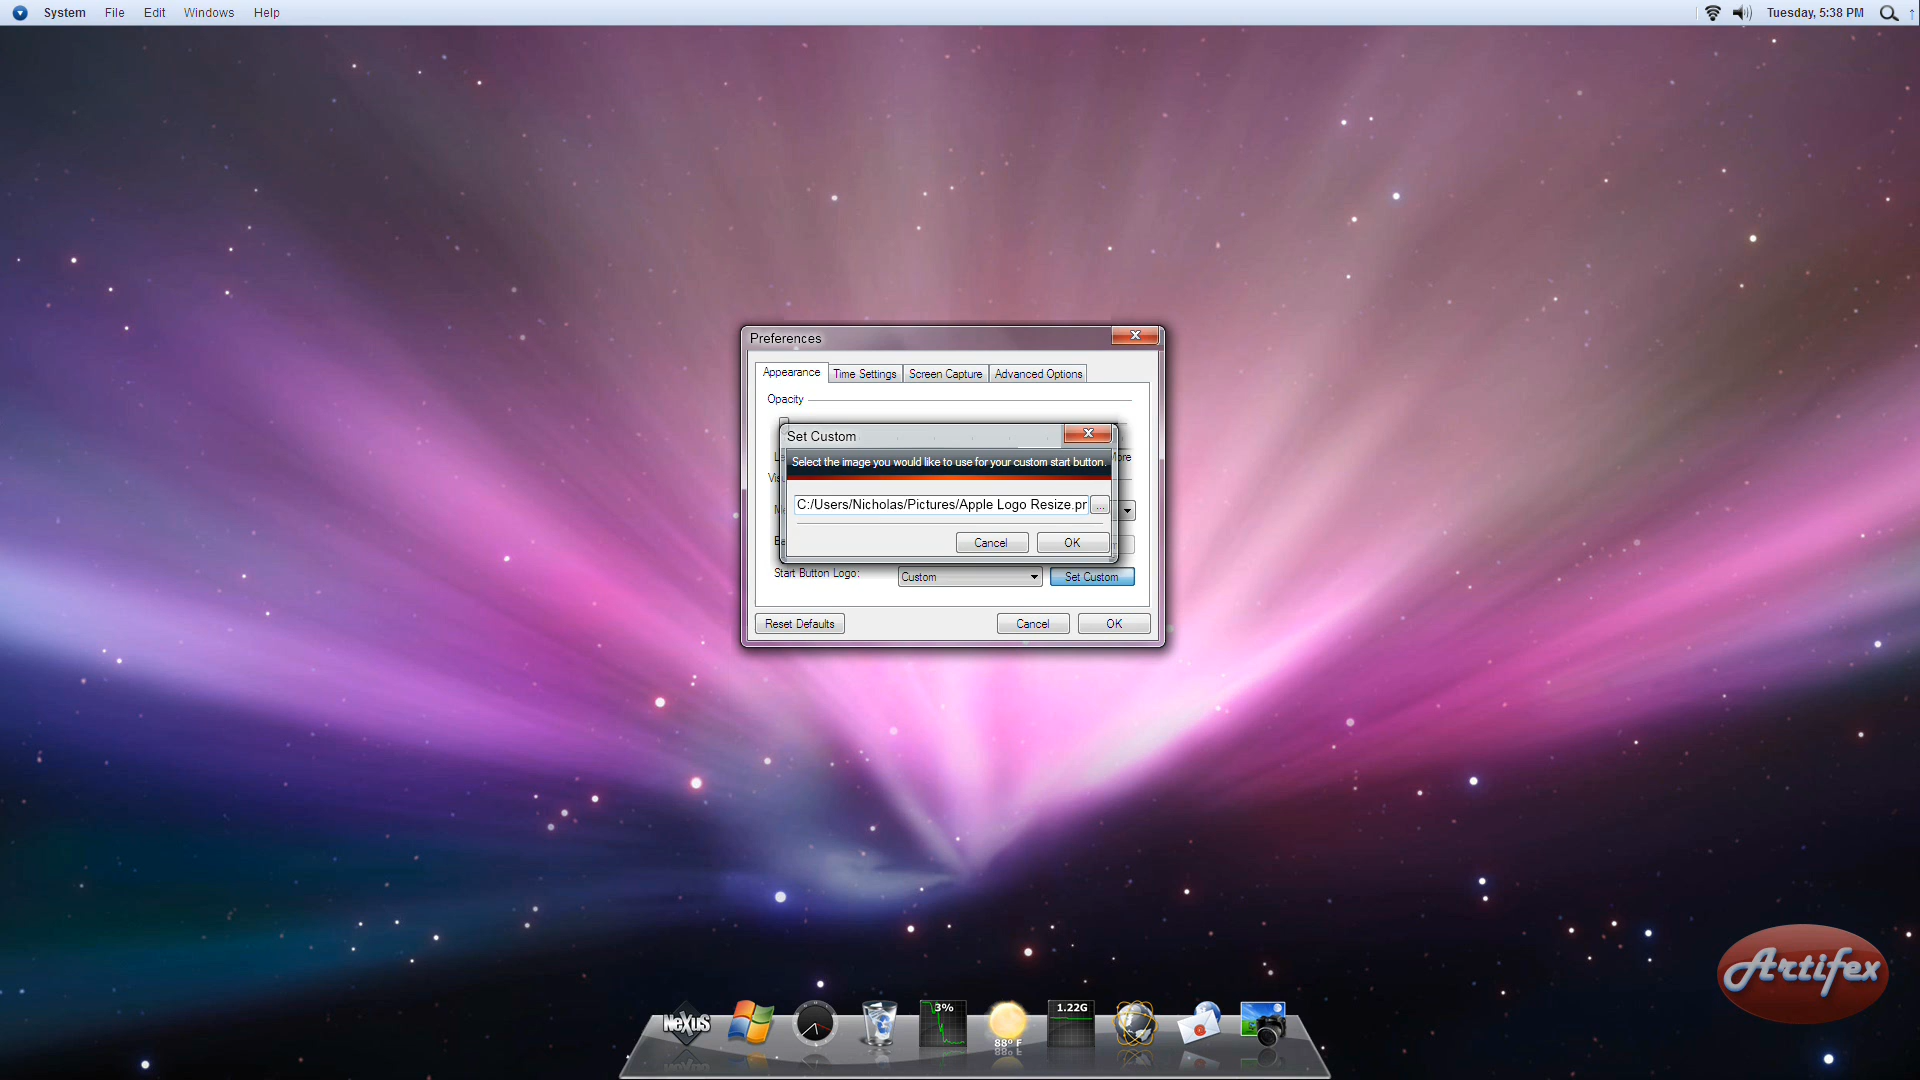 System File Edit Windows Help
Tuesday, 5:38 PM
Preferences
Appearance Time Settings Screen Capture Advanced Options
Opacity
Set Custom
More
Select the image you would like to use for your custom start button.
C:/Users/Nicholas/Pictures/Apple Logo Resize.pr ...
Cancel OK
Start Button Logo: Custom Set Custom
Reset Defaults Cancel OK
Artifex
NeXuS 3% 88º F 1.22G